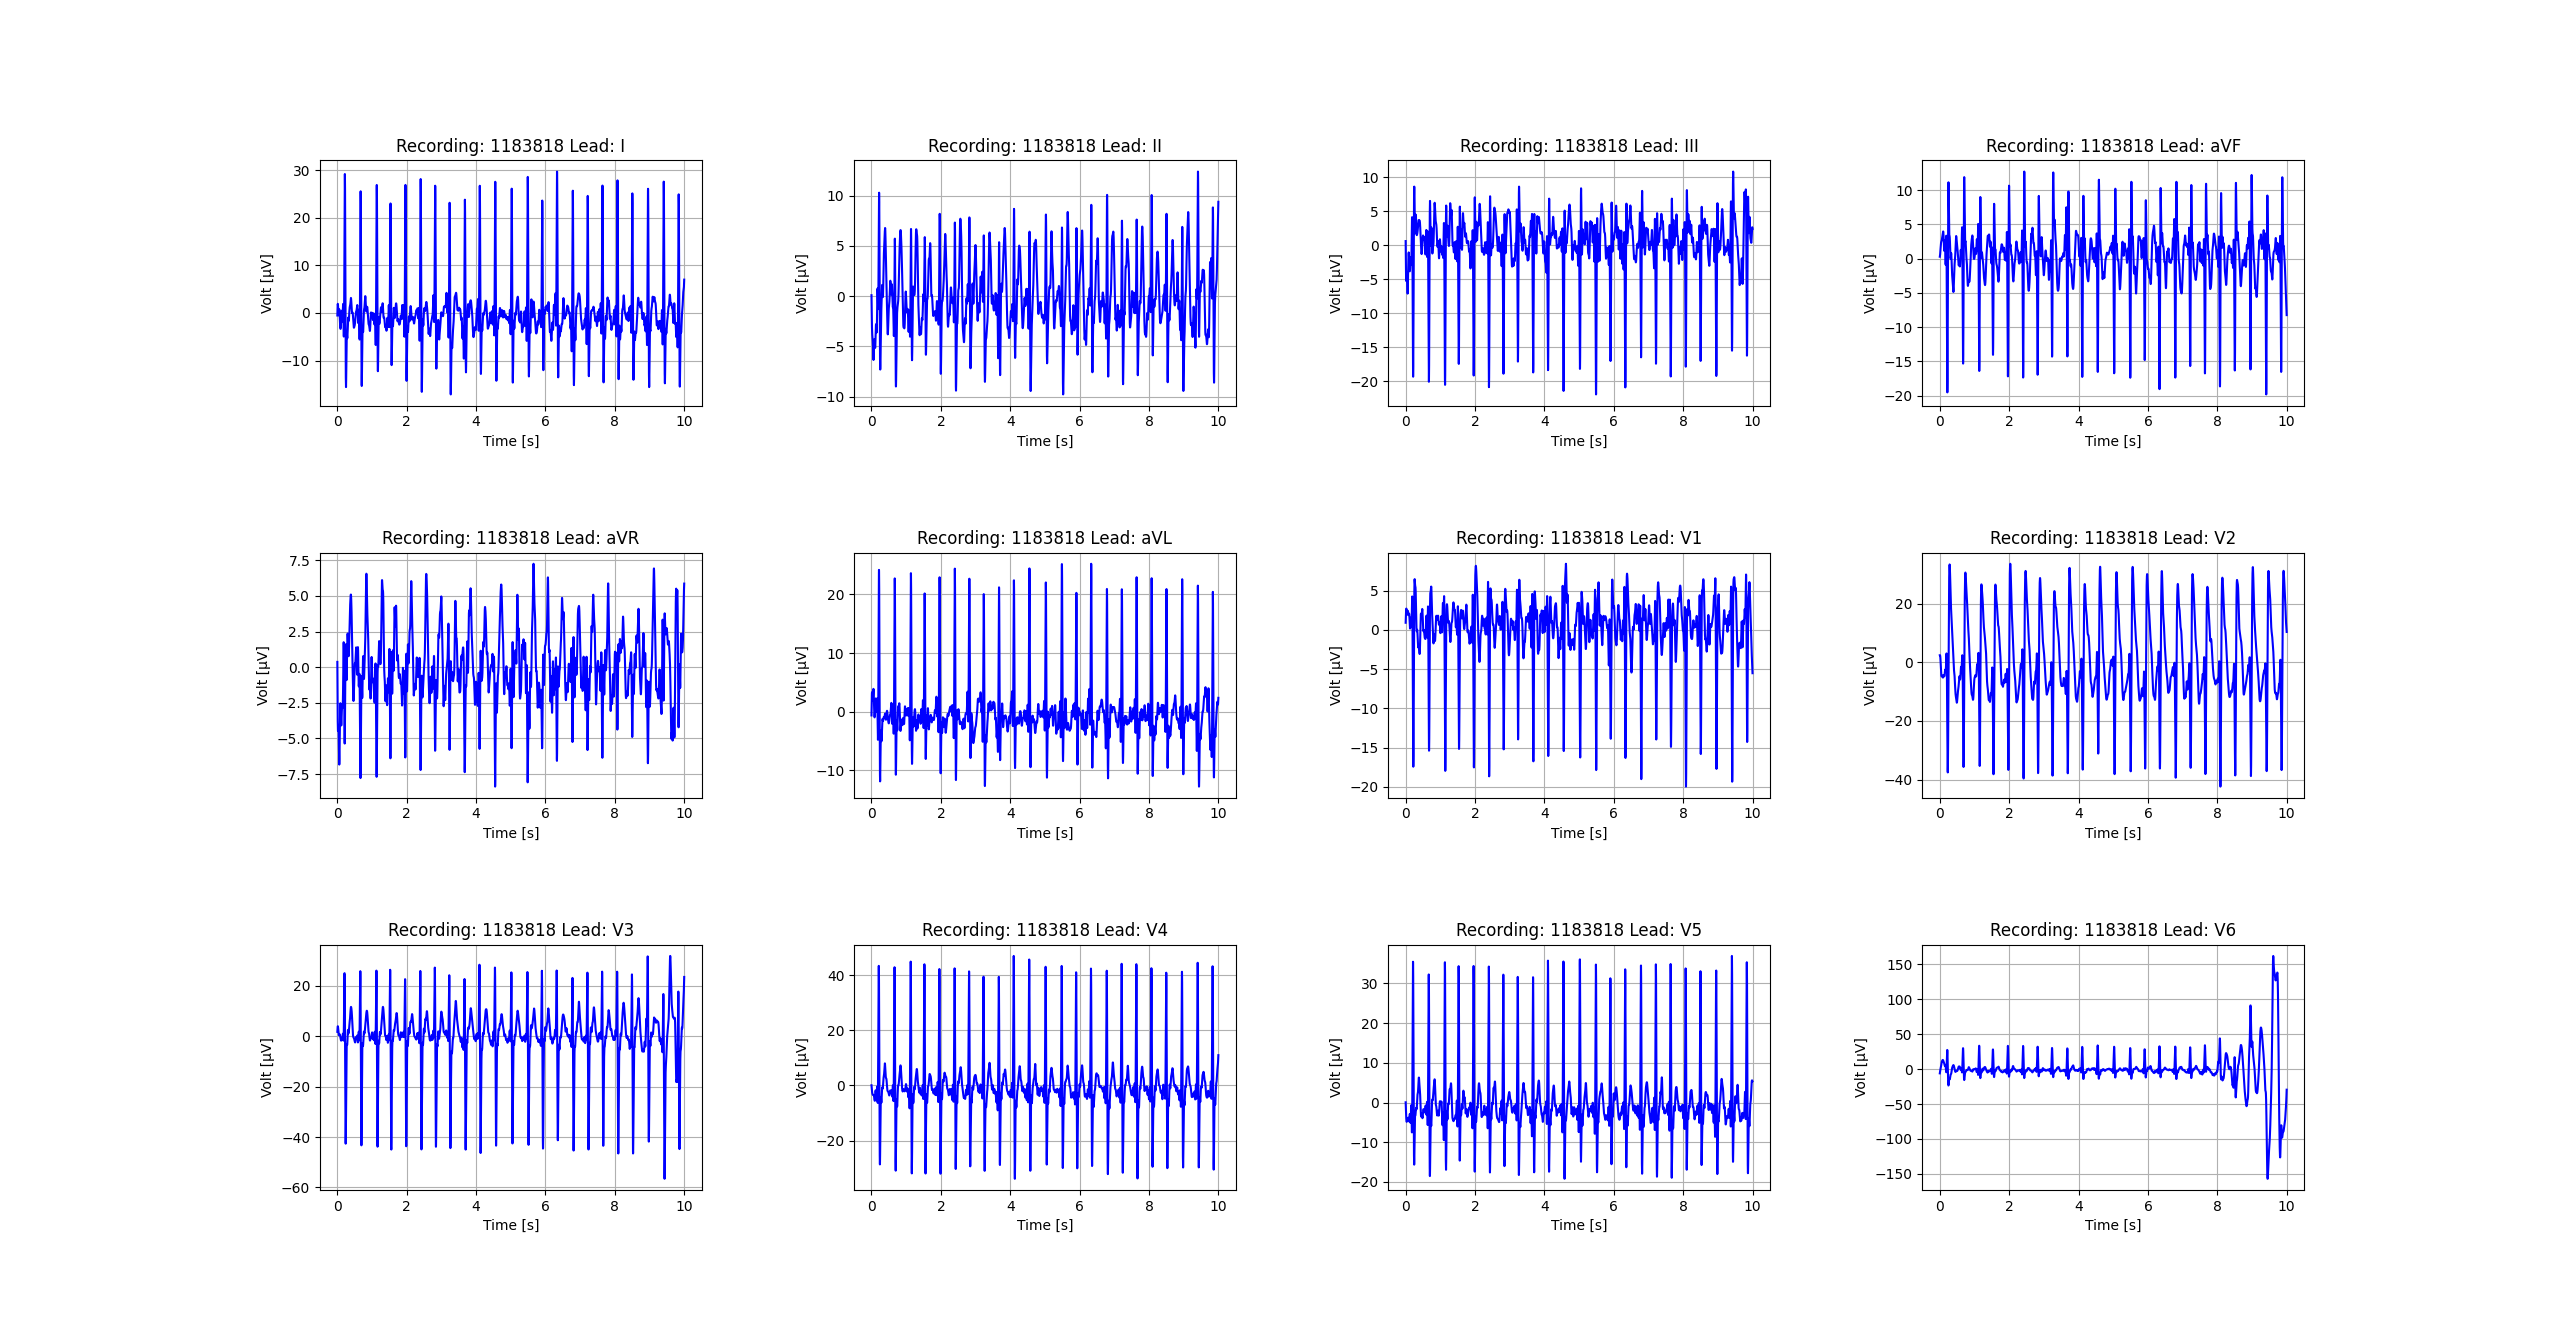 Recording: 1183818 Lead: I
Volt [µV]
30
20
10
0
−10
0 2 4 6 8 10
Time [s]
Recording: 1183818 Lead: II
Volt [µV]
10
5
0
−5
−10
0 2 4 6 8 10
Time [s]
Recording: 1183818 Lead: III
Volt [µV]
10
5
0
−5
−10
−15
−20
0 2 4 6 8 10
Time [s]
Recording: 1183818 Lead: aVF
Volt [µV]
10
5
0
−5
−10
−15
−20
0 2 4 6 8 10
Time [s]
Recording: 1183818 Lead: aVR
Volt [µV]
7.5
5.0
2.5
0.0
−2.5
−5.0
−7.5
0 2 4 6 8 10
Time [s]
Recording: 1183818 Lead: aVL
Volt [µV]
20
10
0
−10
0 2 4 6 8 10
Time [s]
Recording: 1183818 Lead: V1
Volt [µV]
5
0
−5
−10
−15
−20
0 2 4 6 8 10
Time [s]
Recording: 1183818 Lead: V2
Volt [µV]
20
0
−20
−40
0 2 4 6 8 10
Time [s]
Recording: 1183818 Lead: V3
Volt [µV]
20
0
−20
−40
−60
0 2 4 6 8 10
Time [s]
Recording: 1183818 Lead: V4
Volt [µV]
40
20
0
−20
0 2 4 6 8 10
Time [s]
Recording: 1183818 Lead: V5
Volt [µV]
30
20
10
0
−10
−20
0 2 4 6 8 10
Time [s]
Recording: 1183818 Lead: V6
Volt [µV]
150
100
50
0
−50
−100
−150
0 2 4 6 8 10
Time [s]